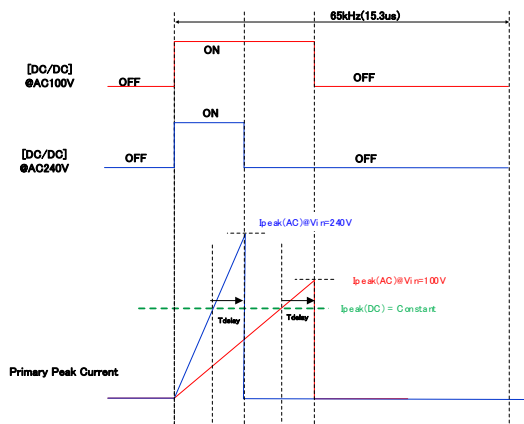 65kHz(15.3us)
ON
[DC/DC]
@AC100V
OFF
OFF
ON
[DC/DC]
@AC240V
OFF
OFF
Ipeak(AC)@Vin=240V
Ipeak(AC)@Vin=100V
Ipeak(DC) = Constant
Tdelay
Tdelay
Primary Peak Current